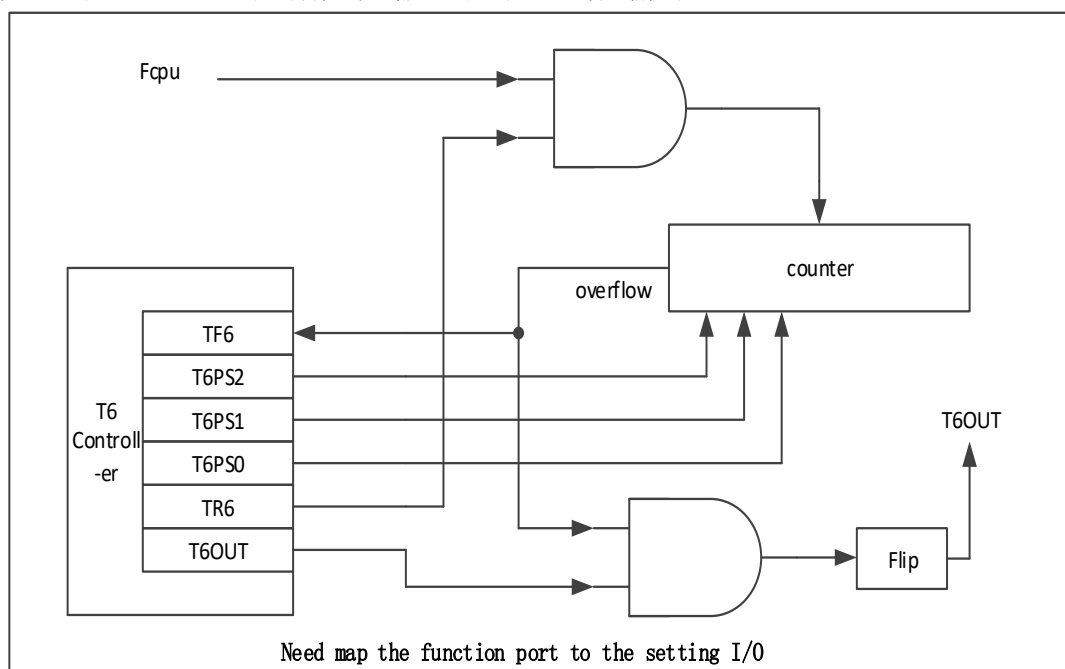 Fcpu
counter
overflow
TF6
T6PS2
T6PS1
T6PS0
TR6
T6OUT
T6
Controll
-er
T6OUT
Flip
Need map the function port to the setting I/O